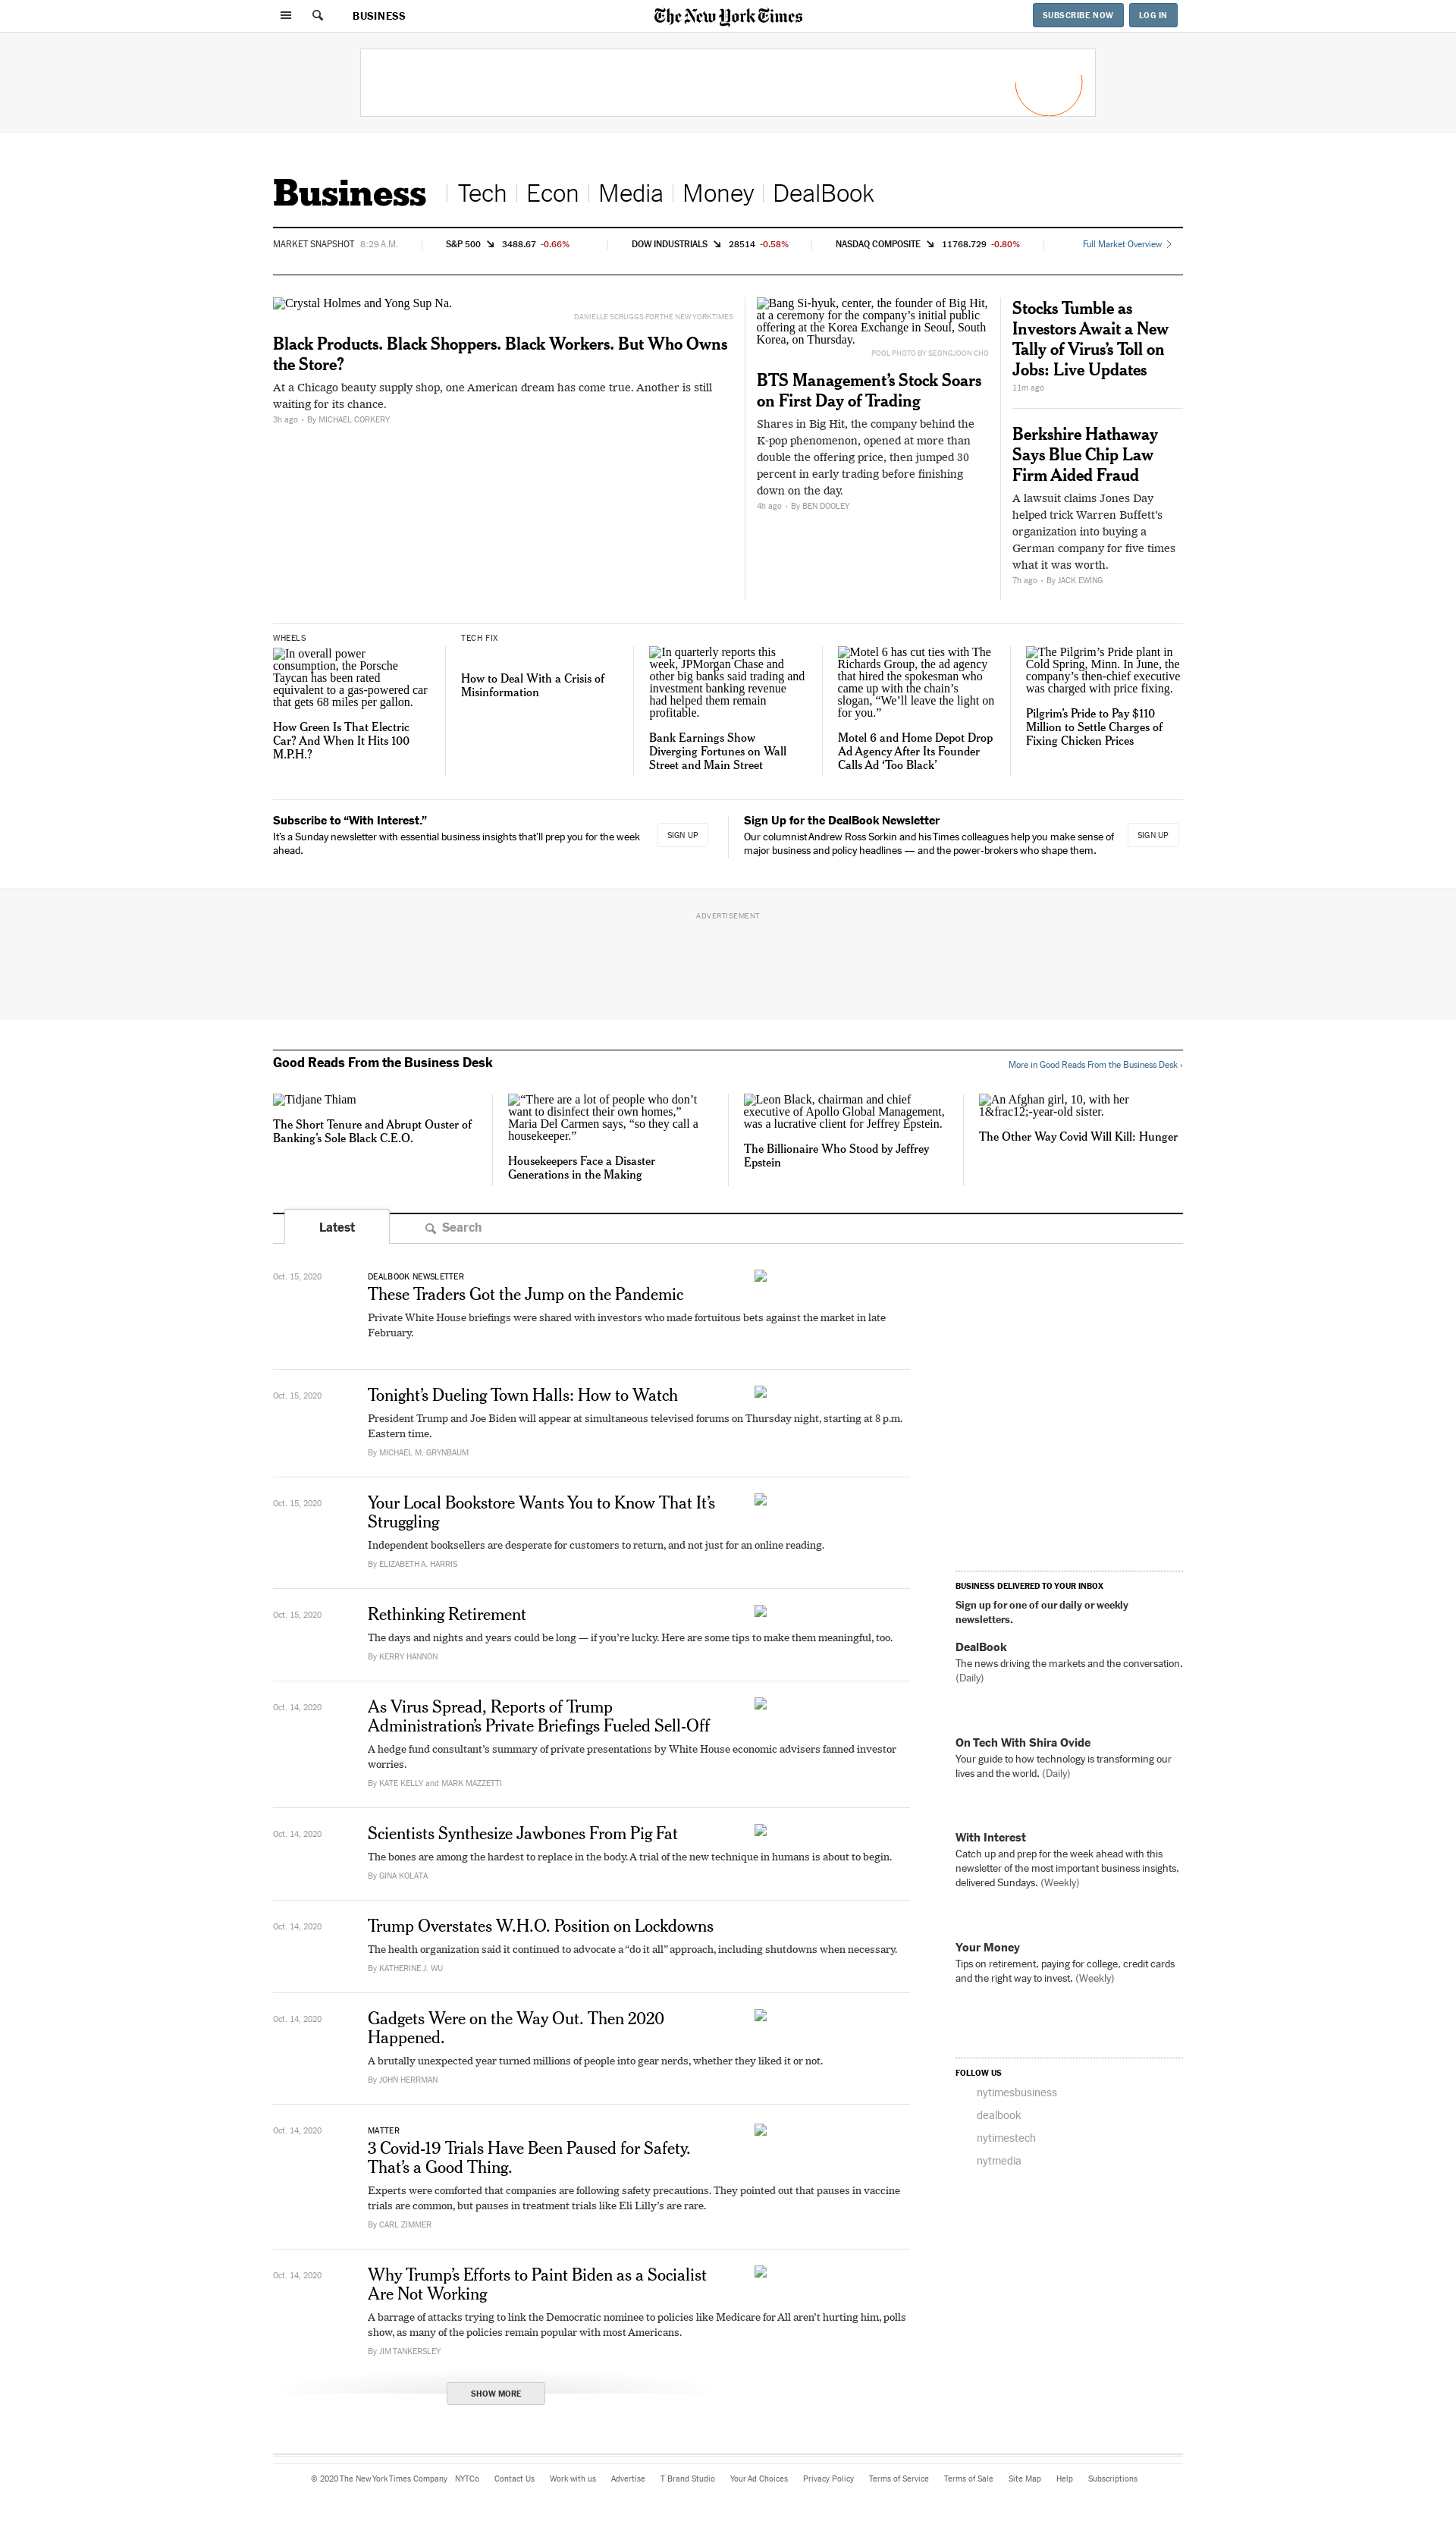 BUSINESS
The New York Times
SUBSCRIBE NOW
LOG IN
Business
Tech
Econ
Media
Money
DealBook
MARKET SNAPSHOT 8:29 A.M.
S&P 500 3488.67 -0.66%
DOW INDUSTRIALS 28514 -0.58%
NASDAQ COMPOSITE 11768.729 -0.80%
Full Market Overview
Crystal Holmes and Yong Sup Na.
DANIELLE SCRUGGS FOR THE NEW YORK TIMES
Black Products. Black Shoppers. Black Workers. But Who Owns
the Store?
At a Chicago beauty supply shop, one American dream has come true. Another is still
waiting for its chance.
3h ago • By MICHAEL CORKERY
Bang Si-hyuk, center, the founder of Big Hit,
at a ceremony for the company’s initial public
offering at the Korea Exchange in Seoul, South
Korea, on Thursday.
POOL PHOTO BY SEONGJOON CHO
BTS Management’s Stock Soars
on First Day of Trading
Shares in Big Hit, the company behind the
K-pop phenomenon, opened at more than
double the offering price, then jumped 30
percent in early trading before finishing
down on the day.
4h ago • By BEN DOOLEY
Stocks Tumble as
Investors Await a New
Tally of Virus’s Toll on
Jobs: Live Updates
11m ago
Berkshire Hathaway
Says Blue Chip Law
Firm Aided Fraud
A lawsuit claims Jones Day
helped trick Warren Buffett’s
organization into buying a
German company for five times
what it was worth.
7h ago • By JACK EWING
WHEELS
In overall power
consumption, the Porsche
Taycan has been rated
equivalent to a gas-powered car
that gets 68 miles per gallon.
How Green Is That Electric
Car? And When It Hits 100
M.P.H.?
TECH FIX
How to Deal With a Crisis of
Misinformation
In quarterly reports this
week, JPMorgan Chase and
other big banks said trading and
investment banking revenue
had helped them remain
profitable.
Bank Earnings Show
Diverging Fortunes on Wall
Street and Main Street
Motel 6 has cut ties with The
Richards Group, the ad agency
that hired the spokesman who
came up with the chain’s
slogan, “We’ll leave the light on
for you.”
Motel 6 and Home Depot Drop
Ad Agency After Its Founder
Calls Ad ‘Too Black’
The Pilgrim’s Pride plant in
Cold Spring, Minn. In June, the
company’s then-chief executive
was charged with price fixing.
Pilgrim’s Pride to Pay $110
Million to Settle Charges of
Fixing Chicken Prices
Subscribe to “With Interest.”
It’s a Sunday newsletter with essential business insights that’ll prep you for the week
ahead.
SIGN UP
Sign Up for the DealBook Newsletter
Our columnist Andrew Ross Sorkin and his Times colleagues help you make sense of
major business and policy headlines — and the power-brokers who shape them.
SIGN UP
ADVERTISEMENT
Good Reads From the Business Desk
More in Good Reads From the Business Desk ›
Tidjane Thiam
The Short Tenure and Abrupt Ouster of
Banking’s Sole Black C.E.O.
“There are a lot of people who don’t
want to disinfect their own homes,”
Maria Del Carmen says, “so they call a
housekeeper.”
Housekeepers Face a Disaster
Generations in the Making
Leon Black, chairman and chief
executive of Apollo Global Management,
was a lucrative client for Jeffrey Epstein.
The Billionaire Who Stood by Jeffrey
Epstein
An Afghan girl, 10, with her
1&frac12;-year-old sister.
The Other Way Covid Will Kill: Hunger
Latest
Search
Oct. 15, 2020
DEALBOOK NEWSLETTER
These Traders Got the Jump on the Pandemic
Private White House briefings were shared with investors who made fortuitous bets against the market in late
February.
Oct. 15, 2020
Tonight’s Dueling Town Halls: How to Watch
President Trump and Joe Biden will appear at simultaneous televised forums on Thursday night, starting at 8 p.m.
Eastern time.
By MICHAEL M. GRYNBAUM
Oct. 15, 2020
Your Local Bookstore Wants You to Know That It’s
Struggling
Independent booksellers are desperate for customers to return, and not just for an online reading.
By ELIZABETH A. HARRIS
Oct. 15, 2020
Rethinking Retirement
The days and nights and years could be long — if you’re lucky. Here are some tips to make them meaningful, too.
By KERRY HANNON
Oct. 14, 2020
As Virus Spread, Reports of Trump
Administration’s Private Briefings Fueled Sell-Off
A hedge fund consultant’s summary of private presentations by White House economic advisers fanned investor
worries.
By KATE KELLY and MARK MAZZETTI
Oct. 14, 2020
Scientists Synthesize Jawbones From Pig Fat
The bones are among the hardest to replace in the body. A trial of the new technique in humans is about to begin.
By GINA KOLATA
Oct. 14, 2020
Trump Overstates W.H.O. Position on Lockdowns
The health organization said it continued to advocate a “do it all” approach, including shutdowns when necessary.
By KATHERINE J. WU
Oct. 14, 2020
Gadgets Were on the Way Out. Then 2020
Happened.
A brutally unexpected year turned millions of people into gear nerds, whether they liked it or not.
By JOHN HERRMAN
Oct. 14, 2020
MATTER
3 Covid-19 Trials Have Been Paused for Safety.
That’s a Good Thing.
Experts were comforted that companies are following safety precautions. They pointed out that pauses in vaccine
trials are common, but pauses in treatment trials like Eli Lilly’s are rare.
By CARL ZIMMER
Oct. 14, 2020
Why Trump’s Efforts to Paint Biden as a Socialist
Are Not Working
A barrage of attacks trying to link the Democratic nominee to policies like Medicare for All aren’t hurting him, polls
show, as many of the policies remain popular with most Americans.
By JIM TANKERSLEY
SHOW MORE
BUSINESS DELIVERED TO YOUR INBOX
Sign up for one of our daily or weekly
newsletters.
DealBook
The news driving the markets and the conversation.
(Daily)
On Tech With Shira Ovide
Your guide to how technology is transforming our
lives and the world. (Daily)
With Interest
Catch up and prep for the week ahead with this
newsletter of the most important business insights,
delivered Sundays. (Weekly)
Your Money
Tips on retirement, paying for college, credit cards
and the right way to invest. (Weekly)
FOLLOW US
nytimesbusiness
dealbook
nytimestech
nytmedia
© 2020 The New York Times Company NYTCo Contact Us Work with us Advertise T Brand Studio Your Ad Choices Privacy Policy Terms of Service Terms of Sale Site Map Help Subscriptions